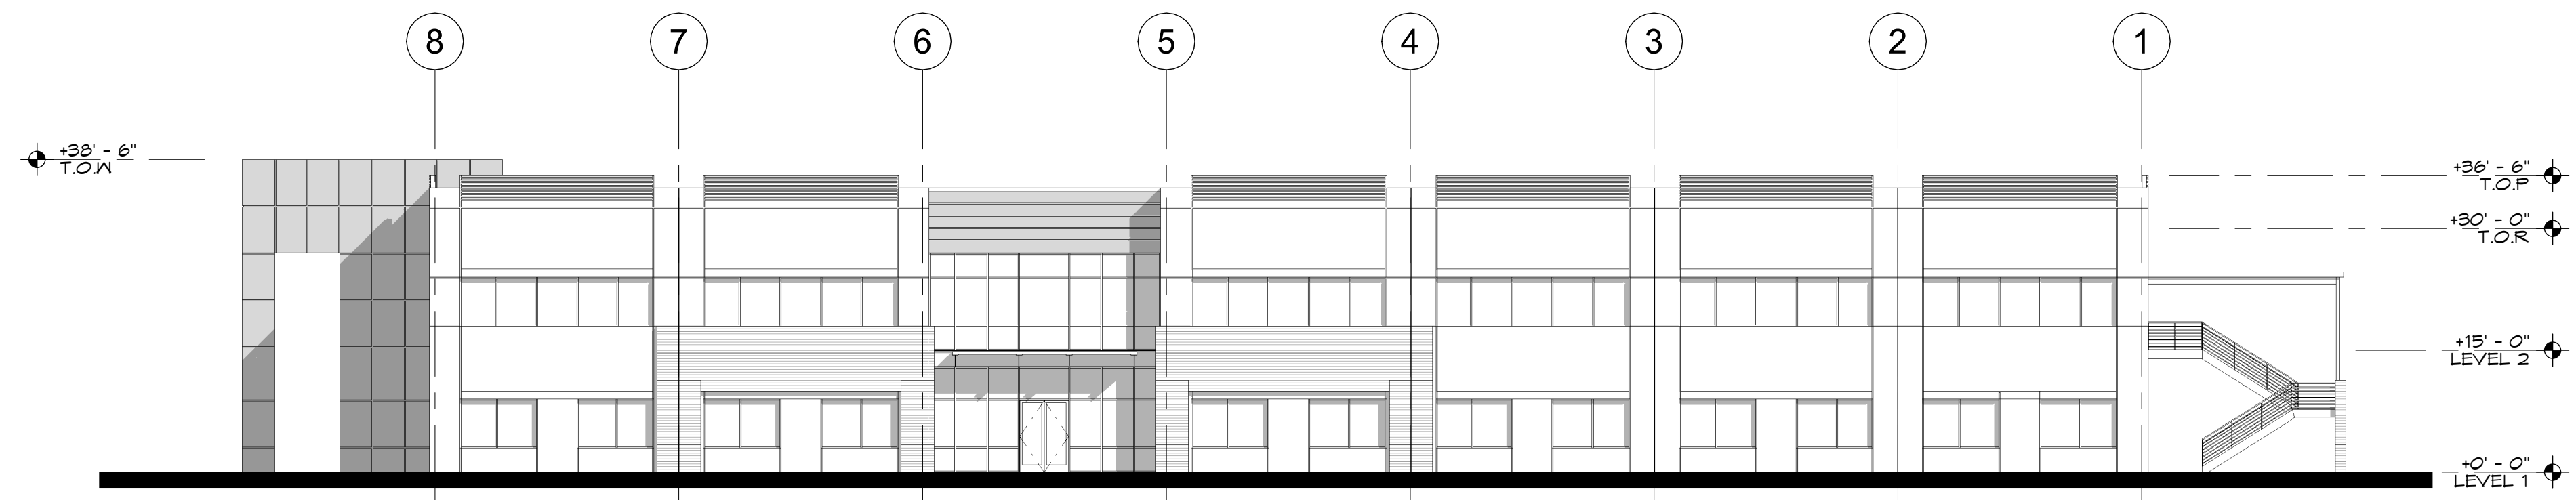 8 7 6 5 4 3 2 1
+38' - 6"
T.O.W
+36' - 6"
T.O.P
+30' - 0"
T.O.R
+15' - 0"
LEVEL 2
+0' - 0"
LEVEL 1